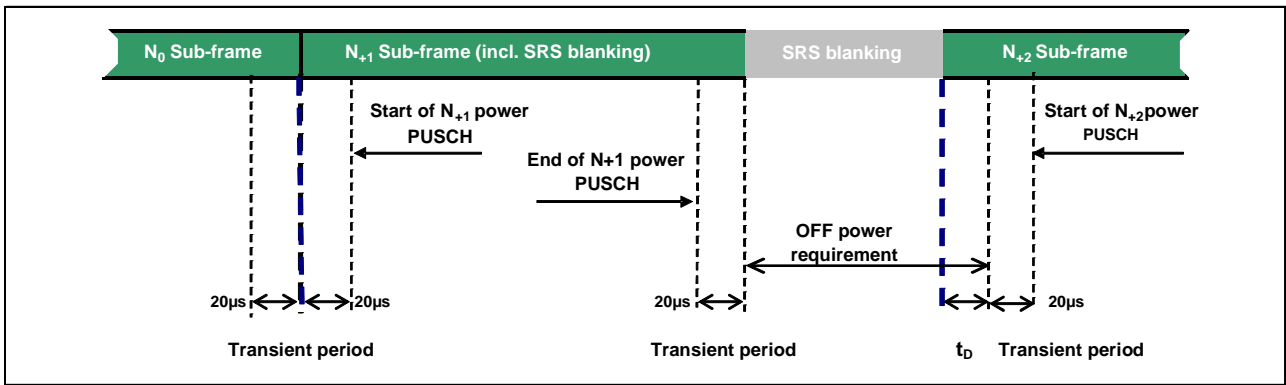 N0 Sub-frame
N+1 Sub-frame (incl. SRS blanking)
SRS blanking
N+2 Sub-frame
Start of N+1 power
PUSCH
End of N+1 power
PUSCH
Start of N+2power
PUSCH
OFF power
requirement
20µs
20µs
20µs
20µs
Transient period
Transient period
tD
Transient period